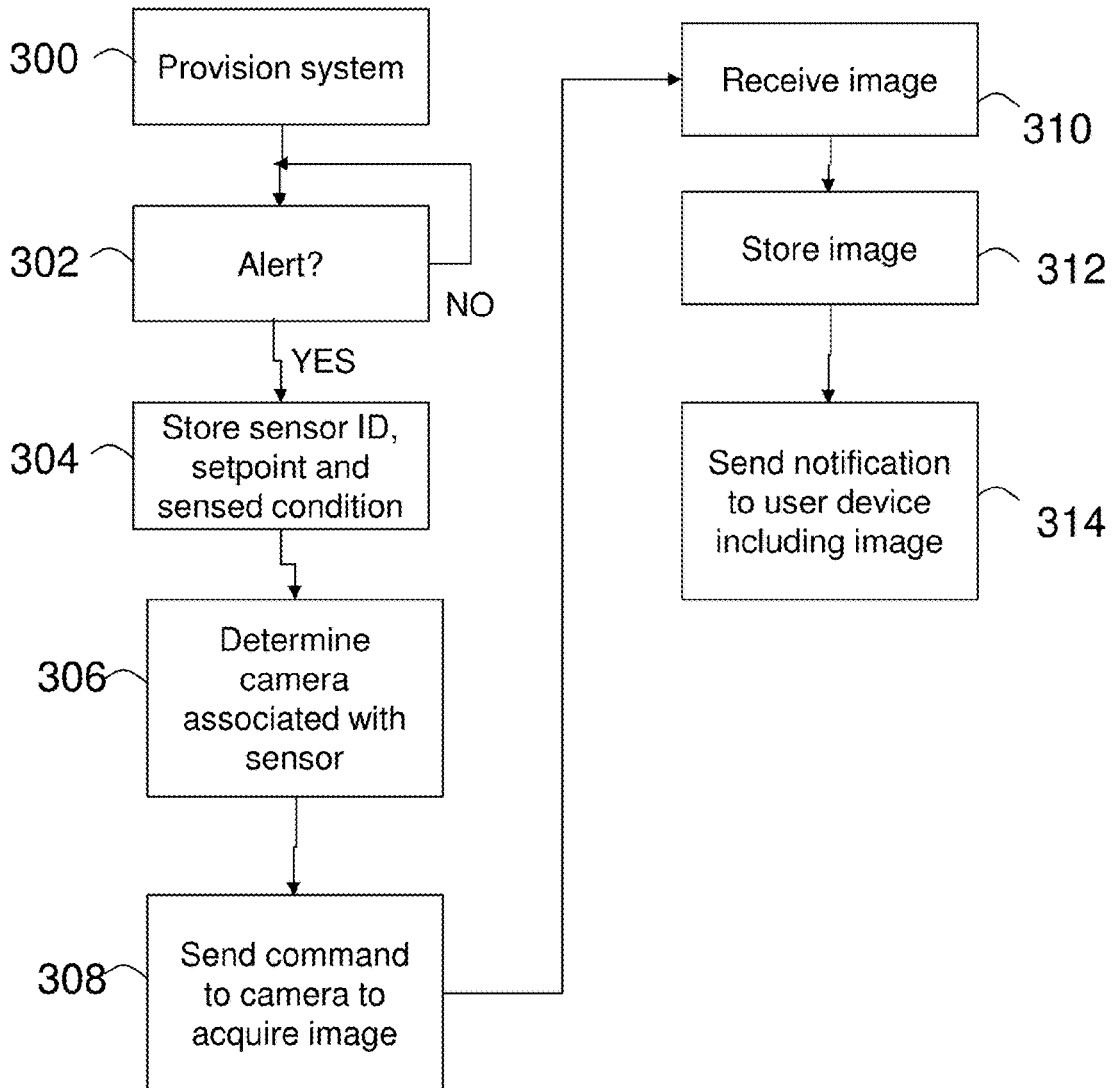 300
Provision system
302
Alert?
NO
YES
304
Store sensor ID,
setpoint and
sensed condition
306
Determine
camera
associated with
sensor
308
Send command
to camera to
acquire image
Receive image
310
Store image
312
Send notification
to user device
including image
314